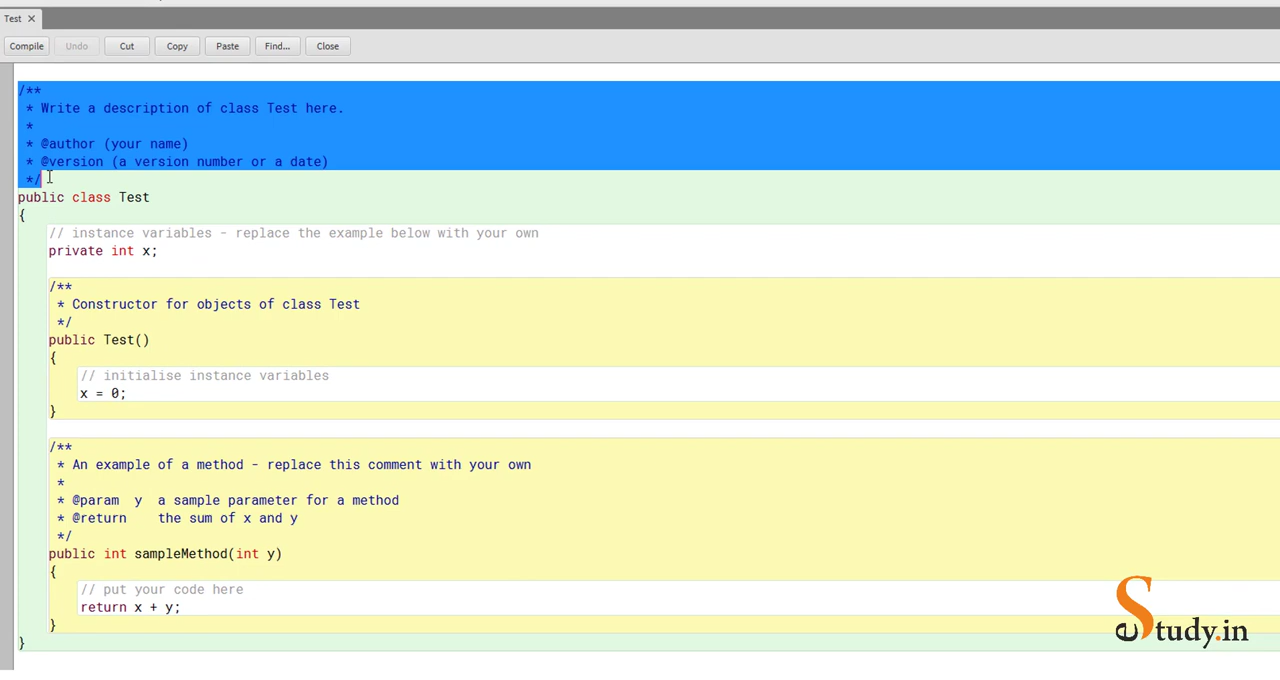 Test ✕
Compile Undo Cut Copy Paste Find... Close
/**
 * Write a description of class Test here.
 *
 * @author (your name)
 * @version (a version number or a date)
 */
public class Test
{
    // instance variables - replace the example below with your own
    private int x;
    /**
     * Constructor for objects of class Test
     */
    public Test()
    {
        // initialise instance variables
        x = 0;
    }
    /**
     * An example of a method - replace this comment with your own
     *
     * @param  y  a sample parameter for a method
     * @return    the sum of x and y
     */
    public int sampleMethod(int y)
    {
        // put your code here
        return x + y;
    }
}
eStudy.in